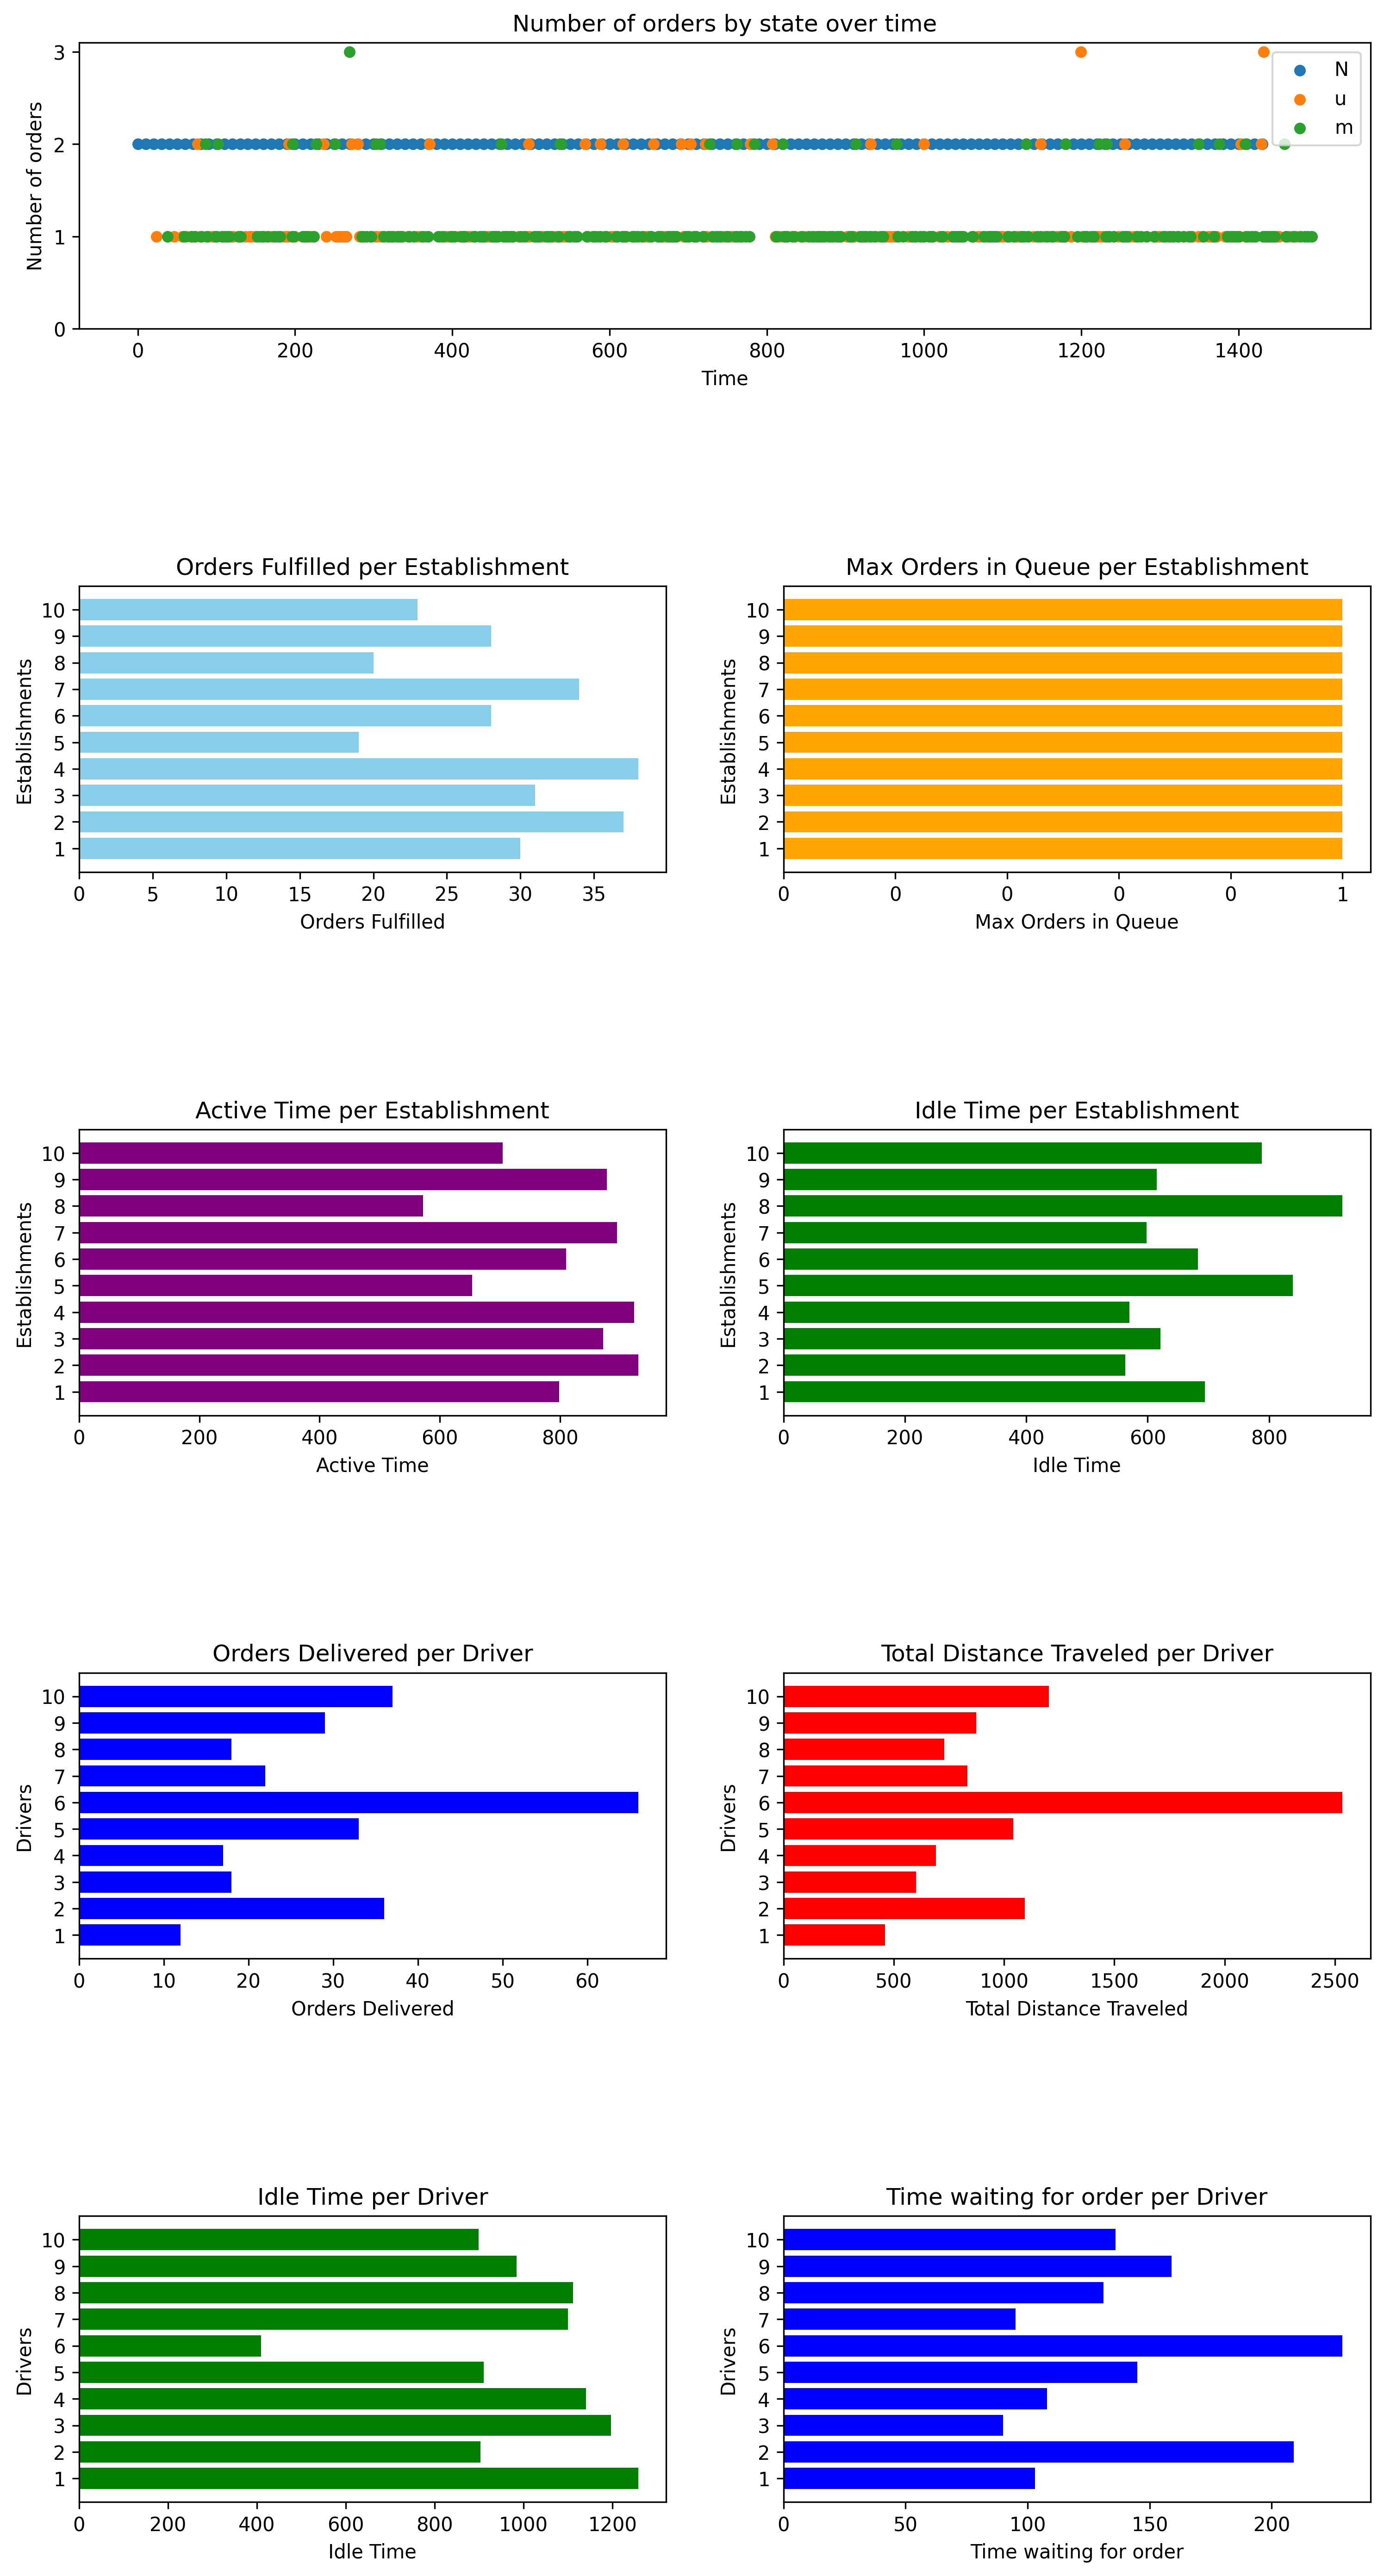 Number of orders by state over time
Number of orders
3
2
1
0
N
u
m
0 200 400 600 800 1000 1200 1400
Time
Orders Fulfilled per Establishment
Establishments
10
9
8
7
6
5
4
3
2
1
0 5 10 15 20 25 30 35
Orders Fulfilled
Max Orders in Queue per Establishment
Establishments
10
9
8
7
6
5
4
3
2
1
0 0 0 0 0 1
Max Orders in Queue
Active Time per Establishment
Establishments
10
9
8
7
6
5
4
3
2
1
0 200 400 600 800
Active Time
Idle Time per Establishment
Establishments
10
9
8
7
6
5
4
3
2
1
0 200 400 600 800
Idle Time
Orders Delivered per Driver
Drivers
10
9
8
7
6
5
4
3
2
1
0 10 20 30 40 50 60
Orders Delivered
Total Distance Traveled per Driver
Drivers
10
9
8
7
6
5
4
3
2
1
0 500 1000 1500 2000 2500
Total Distance Traveled
Idle Time per Driver
Drivers
10
9
8
7
6
5
4
3
2
1
0 200 400 600 800 1000 1200
Idle Time
Time waiting for order per Driver
Drivers
10
9
8
7
6
5
4
3
2
1
0 50 100 150 200
Time waiting for order